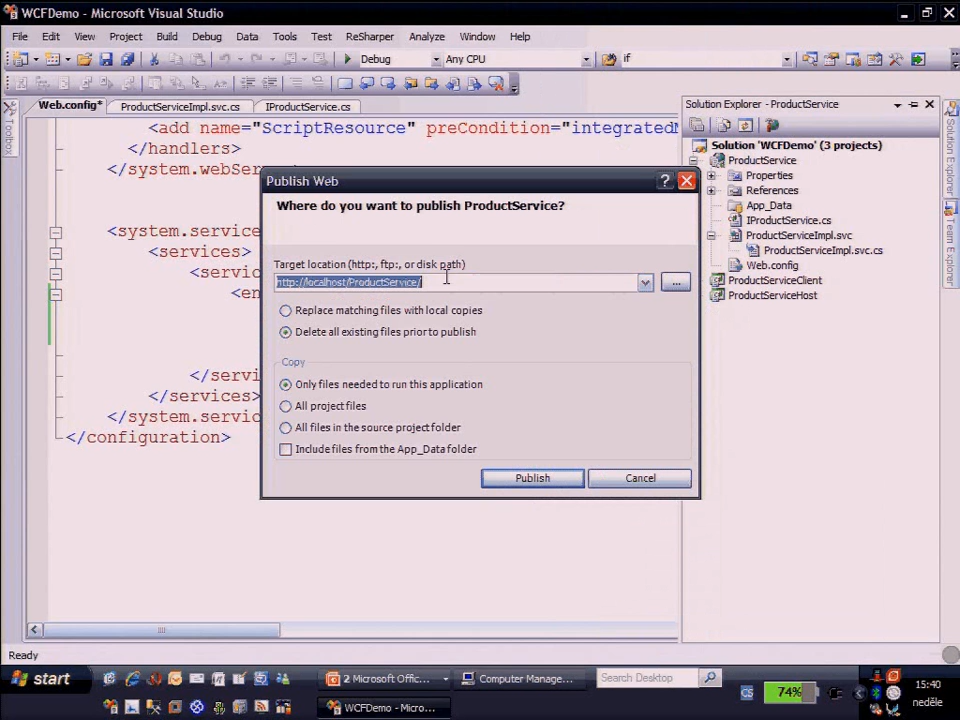 WCFDemo - Microsoft Visual Studio
File Edit View Project Build Debug Data Tools Test ReSharper Analyze Window Help
Debug Any CPU if
Web.config* ProductServiceImpl.svc.cs IProductService.cs
Toolbox
<add name="ScriptResource" preCondition="integratedM
</handlers>
</system.webSer
<system.service
<services>
<servic
<en
</servi
</services>
</system.servic
</configuration>
Publish Web
Where do you want to publish ProductService?
Target location (http:, ftp:, or disk path)
http://localhost/ProductService/
...
Replace matching files with local copies
Delete all existing files prior to publish
Copy
Only files needed to run this application
All project files
All files in the source project folder
Include files from the App_Data folder
Publish Cancel
Solution Explorer - ProductService
Solution 'WCFDemo' (3 projects)
ProductService
Properties
References
App_Data
IProductService.cs
ProductServiceImpl.svc
ProductServiceImpl.svc.cs
Web.config
ProductServiceClient
ProductServiceHost
Solution Explorer
Team Explorer
Ready
start
2 Microsoft Offic...
Computer Manage...
Search Desktop
WCFDemo - Micro...
CS
74%
15:40
neděle